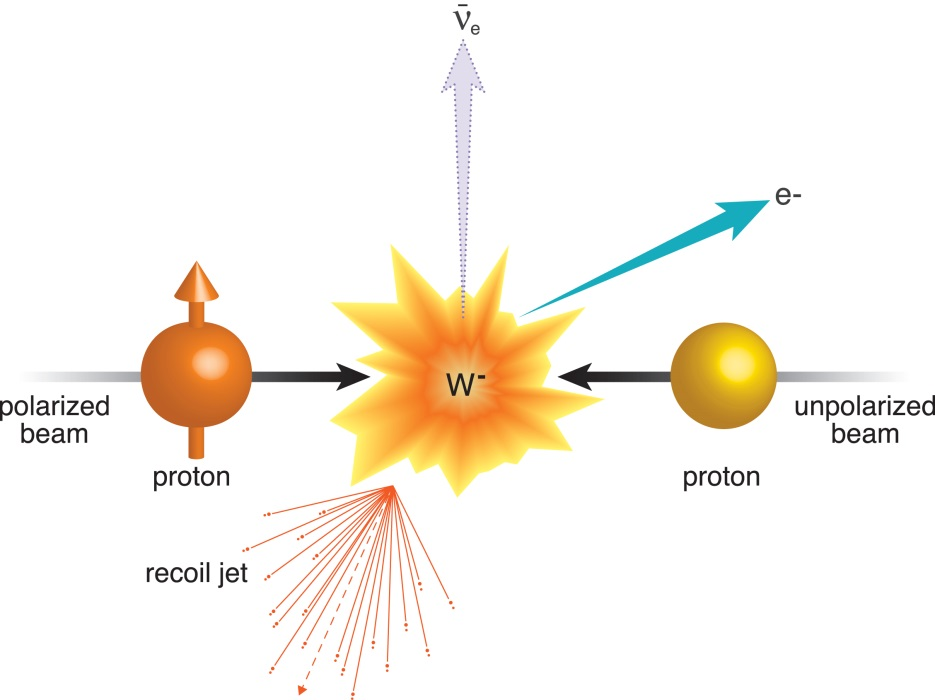 ν̄e
e-
W-
polarized
beam
unpolarized
beam
proton
proton
recoil jet